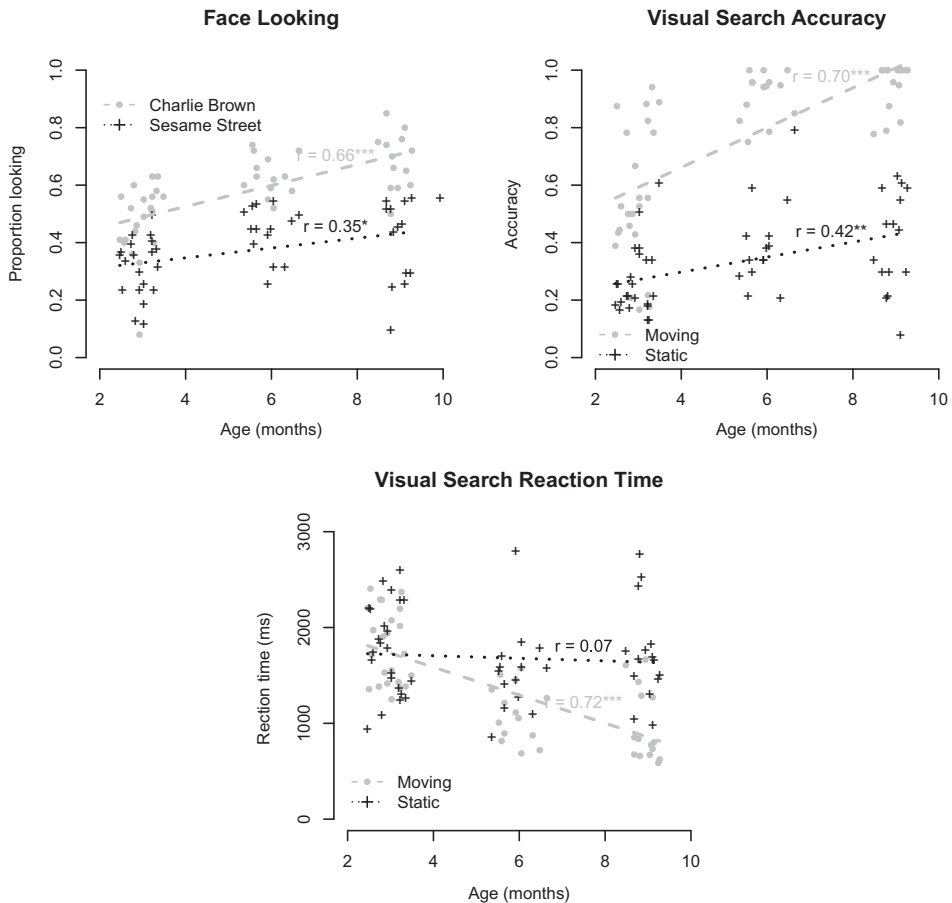 Face Looking
Proportion looking
0.0 0.2 0.4 0.6 0.8 1.0
Charlie Brown
Sesame Street
r = 0.66***
r = 0.35*
2 4 6 8 10
Age (months)
Visual Search Accuracy
Accuracy
0.0 0.2 0.4 0.6 0.8 1.0
r = 0.70***
r = 0.42**
Moving
Static
2 4 6 8 10
Age (months)
Visual Search Reaction Time
Rection time (ms)
0 1000 2000 3000
r = 0.07
r = 0.72***
Moving
Static
2 4 6 8 10
Age (months)